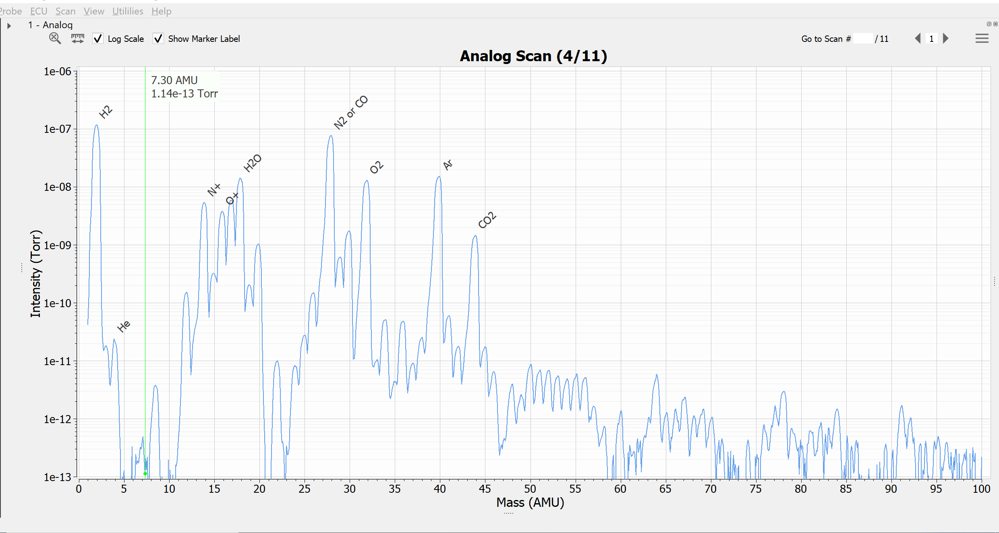 Probe ECU Scan View Utililies Help
1 - Analog
Log Scale Show Marker Label Go to Scan # / 11 1
Analog Scan (4/11)
7.30 AMU
1.14e-13 Torr
H2
He
N+
O+
H2O
N2 or CO
O2
Ar
CO2
Intensity (Torr)
1e-06
1e-07
1e-08
1e-09
1e-10
1e-11
1e-12
1e-13
0 5 10 15 20 25 30 35 40 45 50 55 60 65 70 75 80 85 90 95 100
Mass (AMU)